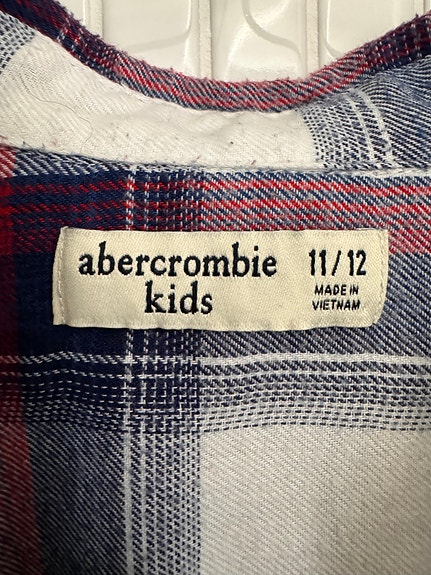 abercrombie
kids
11/12
MADE IN
VIETNAM